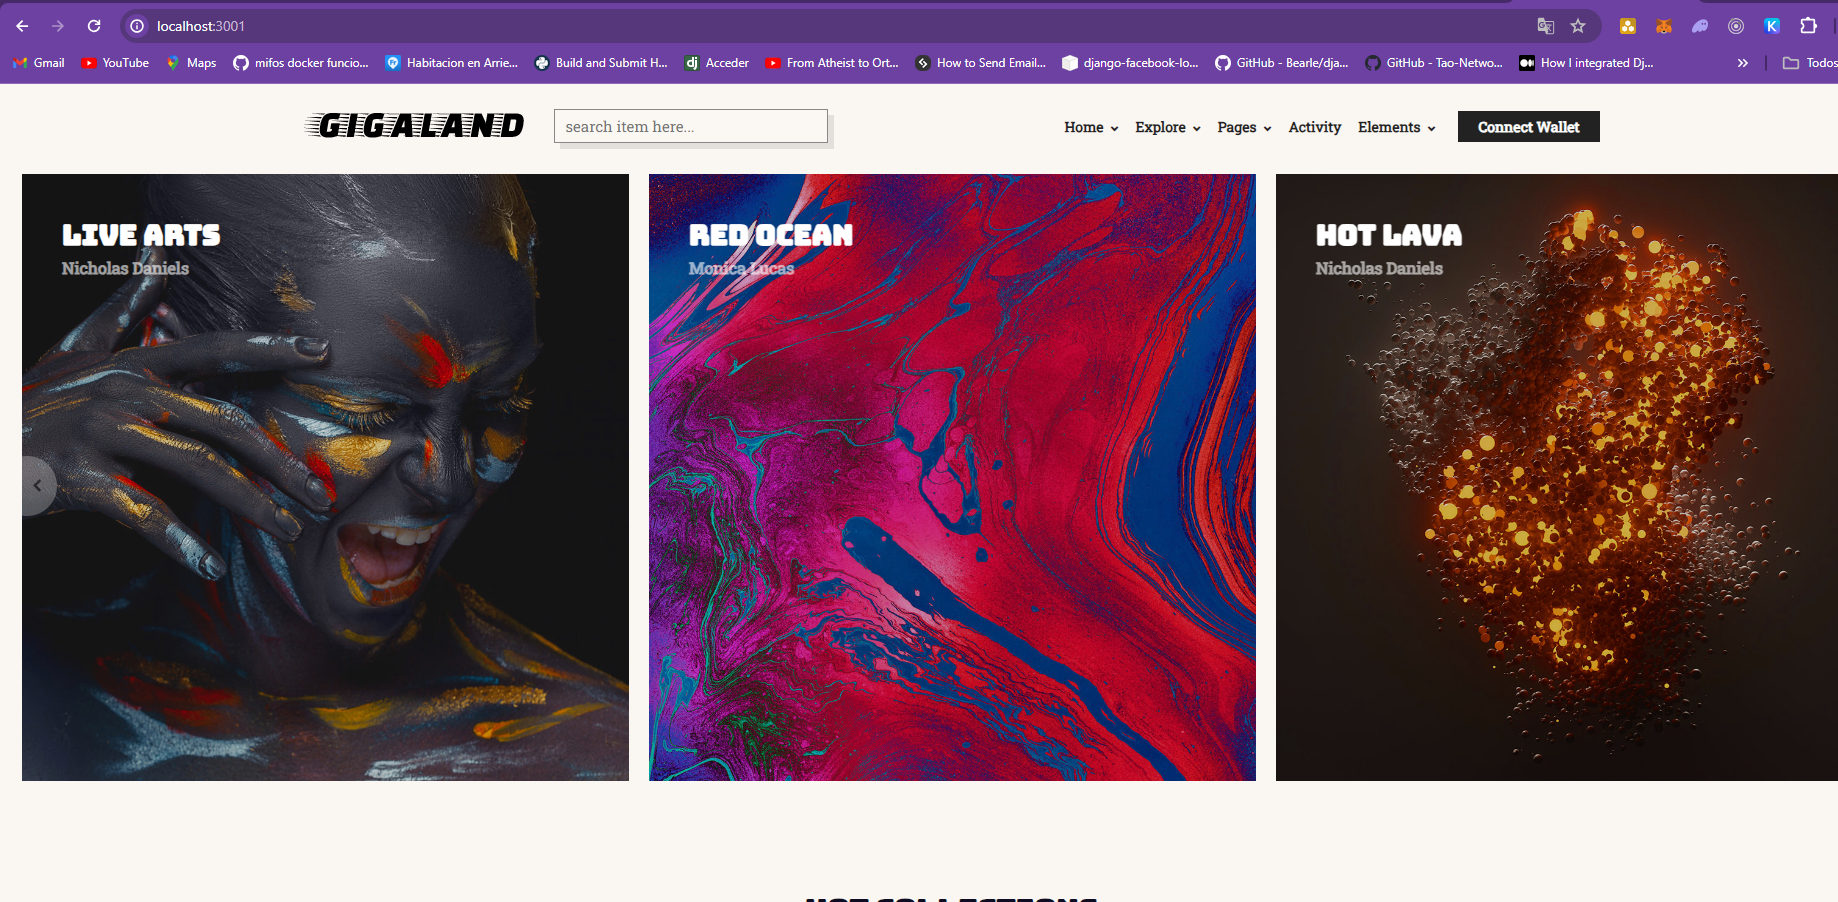 localhost:3001
Gmail YouTube Maps mifos docker funcio... Habitacion en Arrie... Build and Submit H... Acceder From Atheist to Ort... How to Send Email... django-facebook-lo... GitHub - Bearle/dja... GitHub - Tao-Netwo... How I integrated Dj... » Todos
GIGALAND search item here... Home Explore Pages Activity Elements Connect Wallet
LIVE ARTS
Nicholas Daniels
RED OCEAN
Monica Lucas
HOT LAVA
Nicholas Daniels
HOT COLLECTIONS